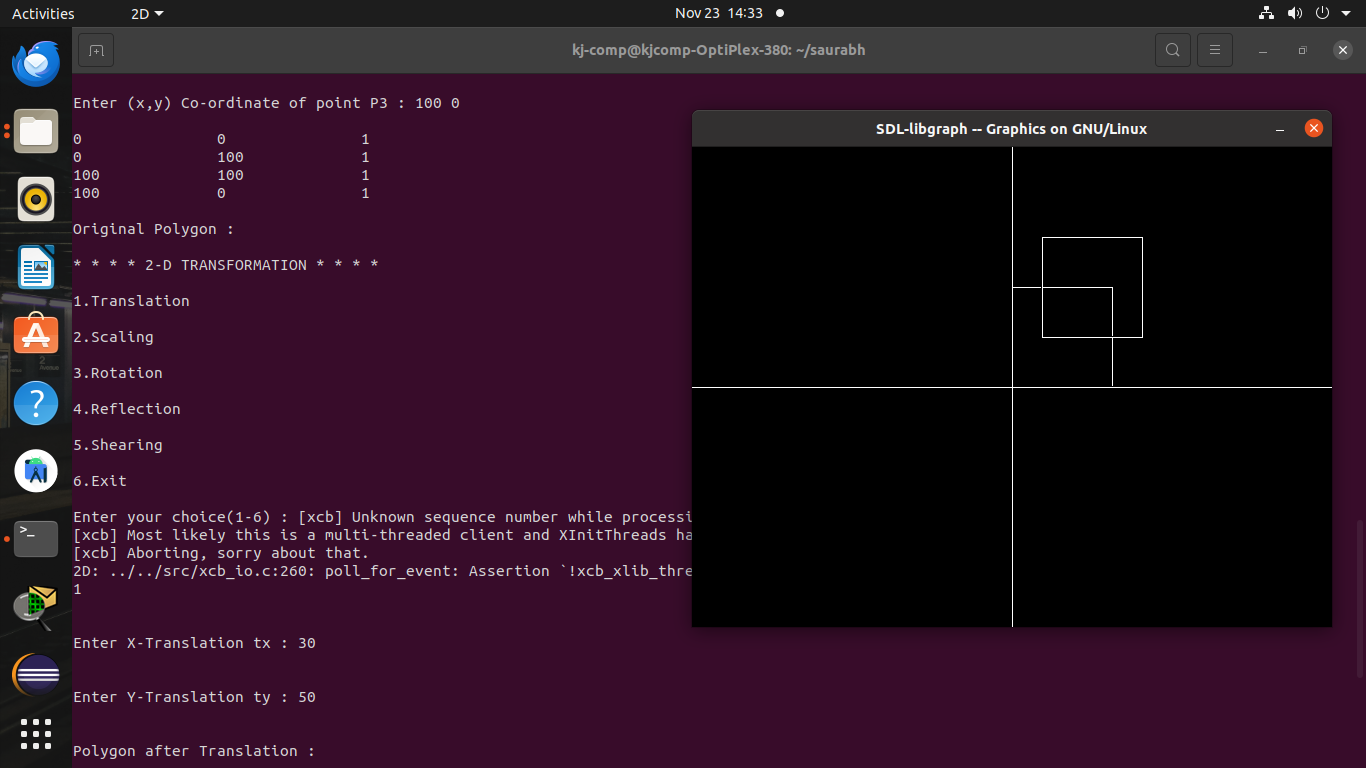 Activities 2D Nov 23 14:33
kj-comp@kjcomp-OptiPlex-380: ~/saurabh
Enter (x,y) Co-ordinate of point P3 : 100 0
0 0 1
0 100 1
100 100 1
100 0 1
Original Polygon :
* * * * 2-D TRANSFORMATION * * * *
1.Translation
2.Scaling
3.Rotation
4.Reflection
5.Shearing
6.Exit
Enter your choice(1-6) : [xcb] Unknown sequence number while processi
[xcb] Most likely this is a multi-threaded client and XInitThreads ha
[xcb] Aborting, sorry about that.
2D: ../../src/xcb_io.c:260: poll_for_event: Assertion `!xcb_xlib_thre
1
Enter X-Translation tx : 30
Enter Y-Translation ty : 50
Polygon after Translation :
SDL-libgraph -- Graphics on GNU/Linux